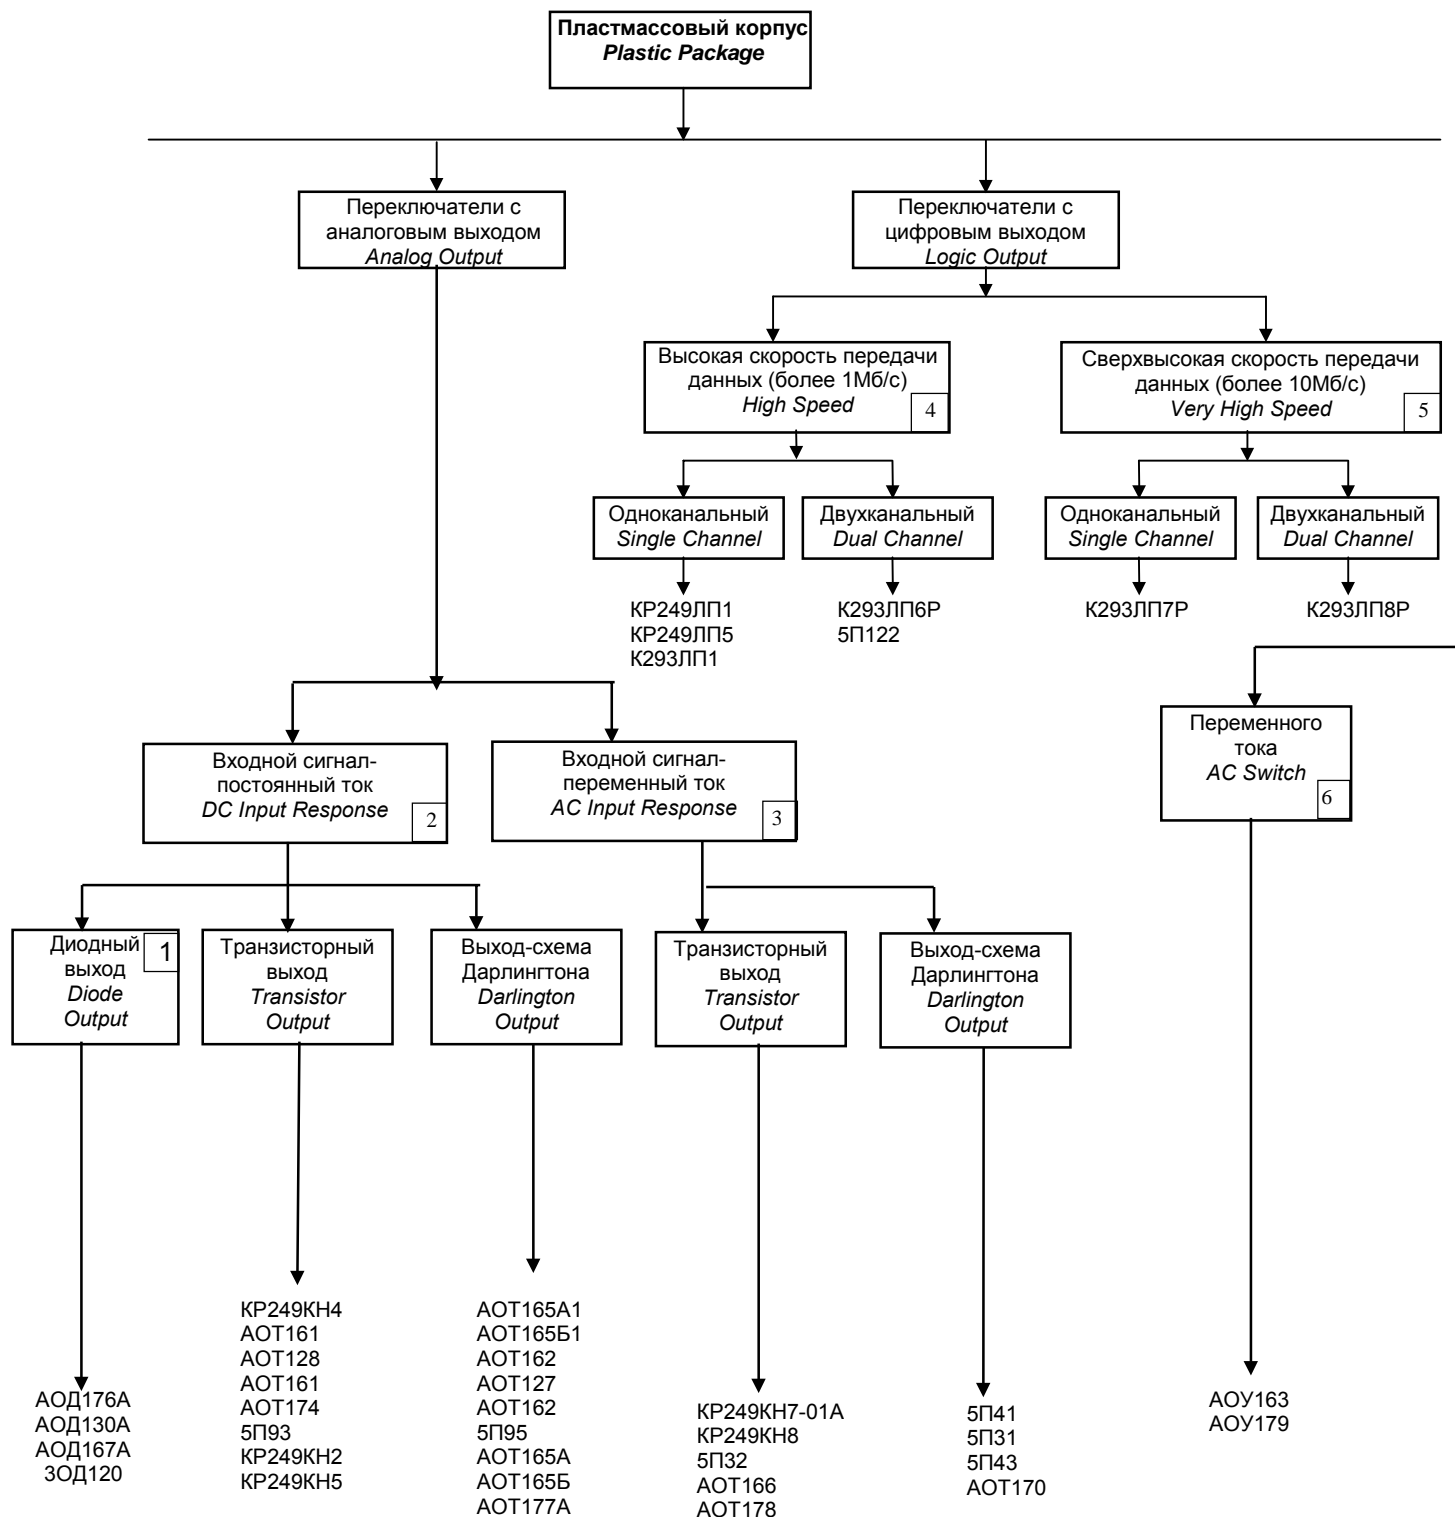 Пластмассовый корпус
Plastic Package
Переключатели с
аналоговым выходом
Analog Output
Переключатели с
цифровым выходом
Logic Output
Высокая скорость передачи
данных (более 1Мб/с)
High Speed
4
Сверхвысокая скорость передачи
данных (более 10Мб/с)
Very High Speed
5
Одноканальный
Single Channel
Двухканальный
Dual Channel
Одноканальный
Single Channel
Двухканальный
Dual Channel
КР249ЛП1
КР249ЛП5
К293ЛП1
К293ЛП6Р
5П122
К293ЛП7Р
К293ЛП8Р
Входной сигнал-
постоянный ток
DC Input Response
2
Входной сигнал-
переменный ток
AC Input Response
3
Переменного
тока
AC Switch
6
Диодный
выход
Diode
Output
1
Транзисторный
выход
Transistor
Output
Выход-схема
Дарлингтона
Darlington
Output
Транзисторный
выход
Transistor
Output
Выход-схема
Дарлингтона
Darlington
Output
АОД176А
АОД130А
АОД167А
3ОД120
КР249КН4
АОТ161
АОТ128
АОТ161
АОТ174
5П93
КР249КН2
КР249КН5
АОТ165А1
АОТ165Б1
АОТ162
АОТ127
АОТ162
5П95
АОТ165А
АОТ165Б
АОТ177А
КР249КН7-01А
КР249КН8
5П32
АОТ166
АОТ178
5П41
5П31
5П43
АОТ170
АОУ163
АОУ179